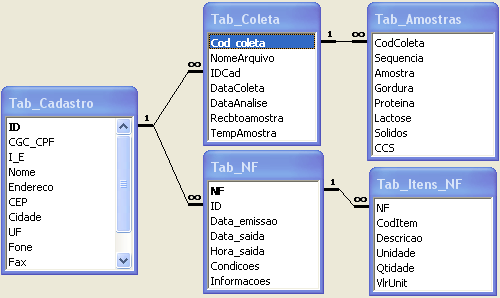 Tab_Cadastro
ID
CGC_CPF
I_E
Nome
Endereco
CEP
Cidade
UF
Fone
Fax
1
∞
∞
Tab_Coleta
Cod_coleta
NomeArquivo
IDCad
DataColeta
DataAnalise
Recbtoamostra
TempAmostra
1
∞
Tab_Amostras
CodColeta
Sequencia
Amostra
Gordura
Proteina
Lactose
Solidos
CCS
Tab_NF
NF
ID
Data_emissao
Data_saida
Hora_saida
Condicoes
Informacoes
1
∞
Tab_Itens_NF
NF
CodItem
Descricao
Unidade
Qtidade
VlrUnit